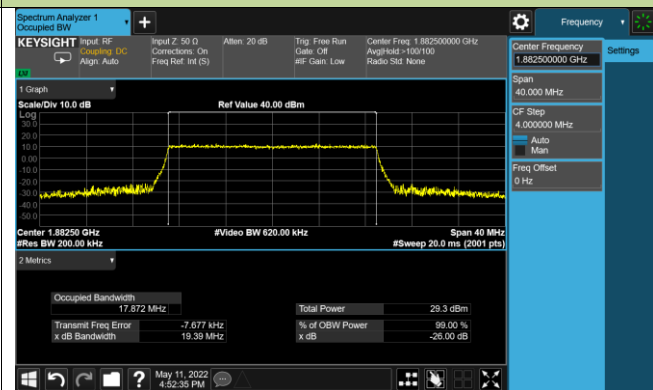 Spectrum Analyzer 1
Occupied BW
+
Frequency
KEYSIGHT
Input: RF
Coupling: DC
Align: Auto
Input Z: 50 Ω
Corrections: On
Freq Ref: Int (S)
Atten: 20 dB
Trig: Free Run
Gate: Off
#IF Gain: Low
Center Freq: 1.882500000 GHz
Avg|Hold:>100/100
Radio Std: None
Center Frequency
1.882500000 GHz
Settings
Span
40.000 MHz
CF Step
4.000000 MHz
Auto
Man
Freq Offset
0 Hz
1 Graph
Scale/Div 10.0 dB
Ref Value 40.00 dBm
Log
30.0
20.0
10.0
0.00
-10.0
-20.0
-30.0
-40.0
-50.0
Center 1.88250 GHz
#Video BW 620.00 kHz
Span 40 MHz
#Res BW 200.00 kHz
#Sweep 20.0 ms (2001 pts)
2 Metrics
Occupied Bandwidth
17.872 MHz
Total Power
29.3 dBm
Transmit Freq Error
-7.677 kHz
% of OBW Power
99.00 %
x dB Bandwidth
19.39 MHz
x dB
-26.00 dB
?
May 11, 2022
4:52:35 PM